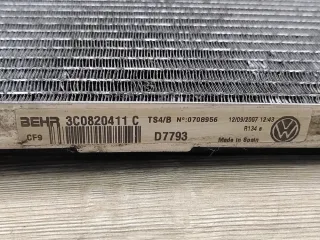 BEHR 3C0820411 C TS4/B Nº:0708956 12/09/2007 12:43
CF9 D7793 Made in Spain R134 a